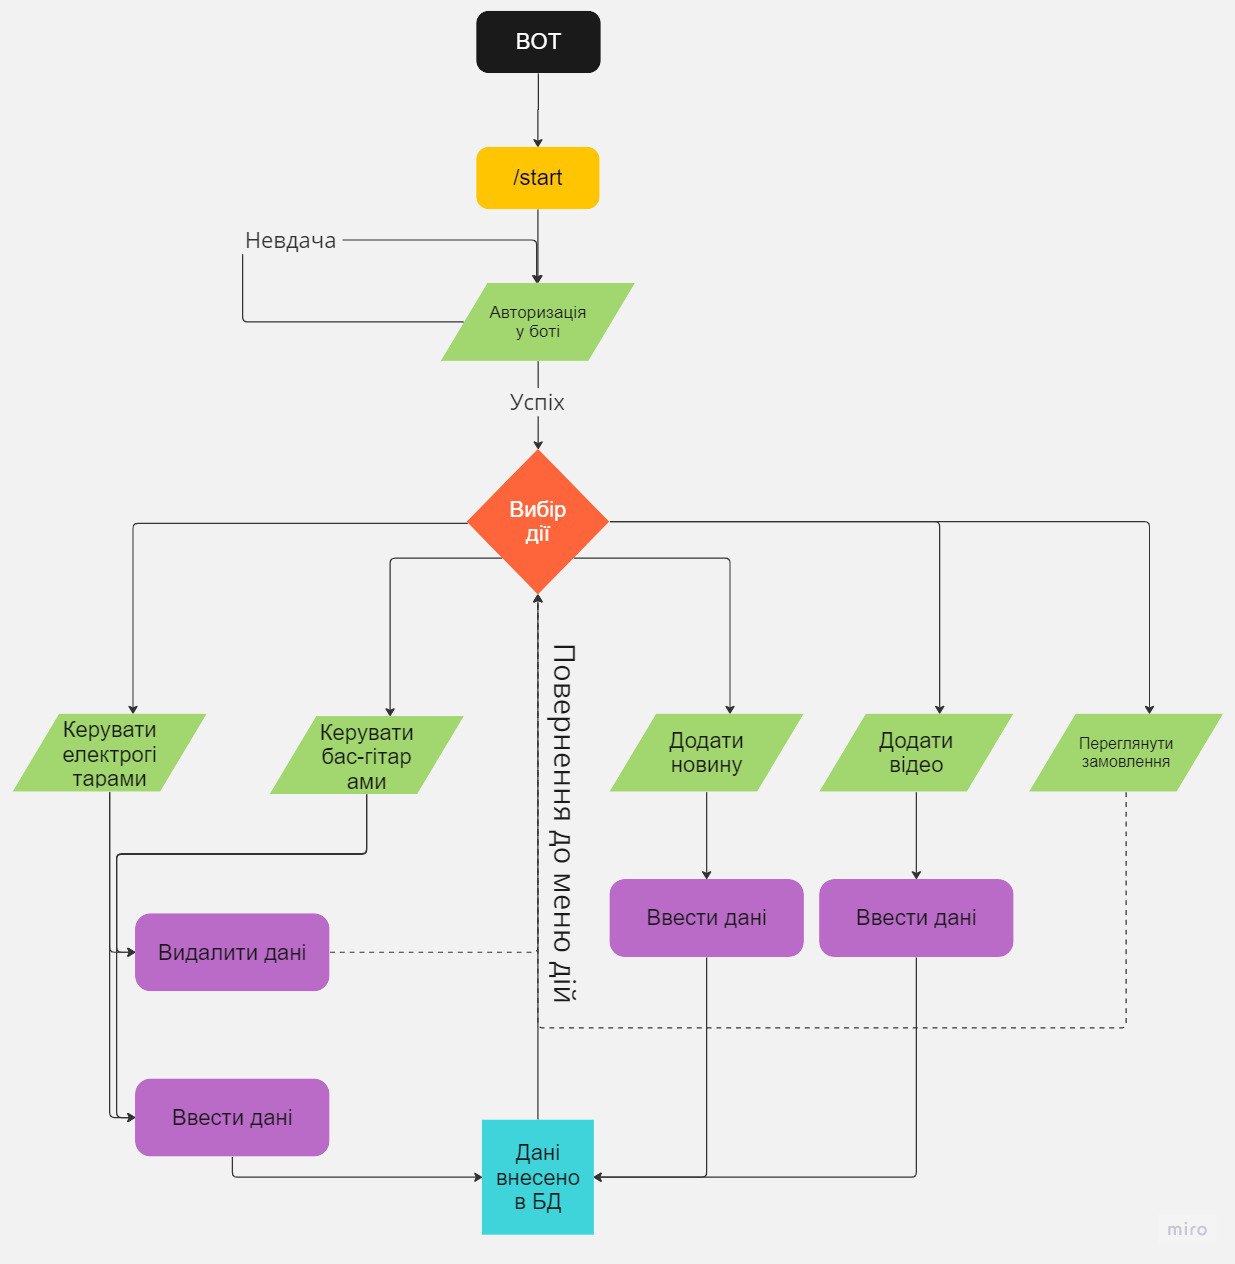 BOT
/start
Невдача
Авторизація
у боті
Успіх
Вибір
дії
Керувати
електрогі
тарами
Керувати
бас-гітар
ами
Повернення до меню дій
Додати
новину
Додати
відео
Переглянути
замовлення
Ввести дані
Ввести дані
Видалити дані
Ввести дані
Дані
внесено
в БД
miro